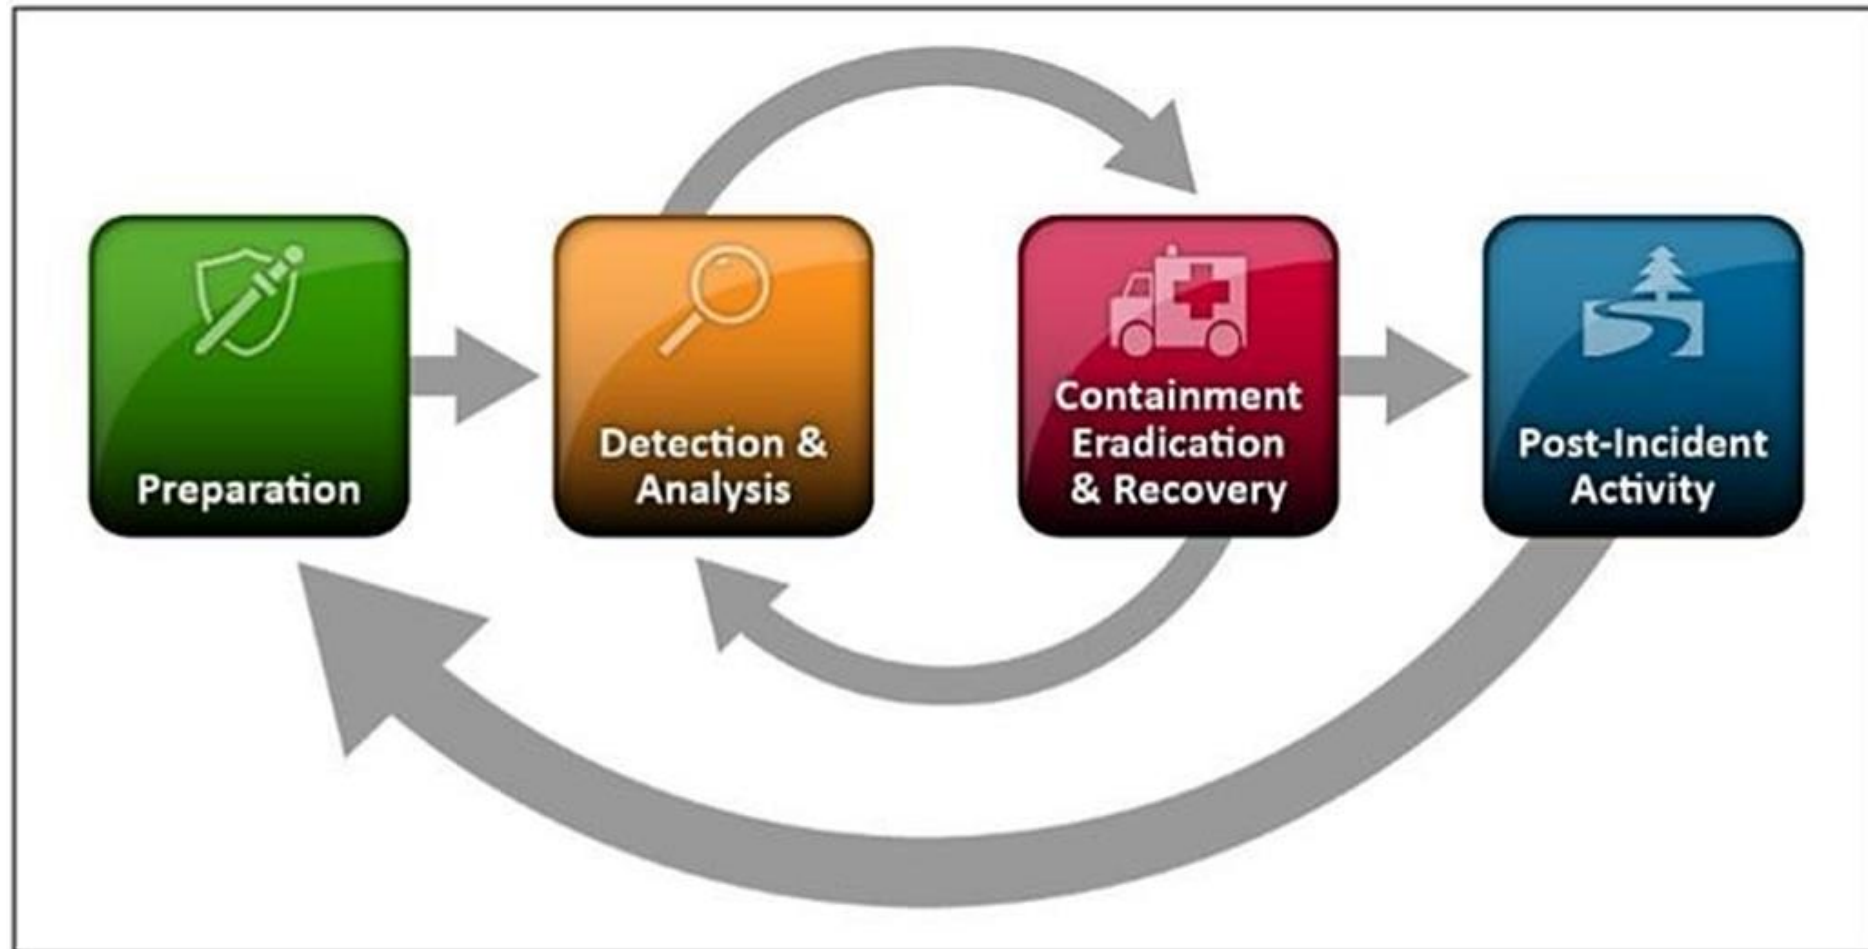 Preparation
Detection &
Analysis
Containment
Eradication
& Recovery
Post-Incident
Activity